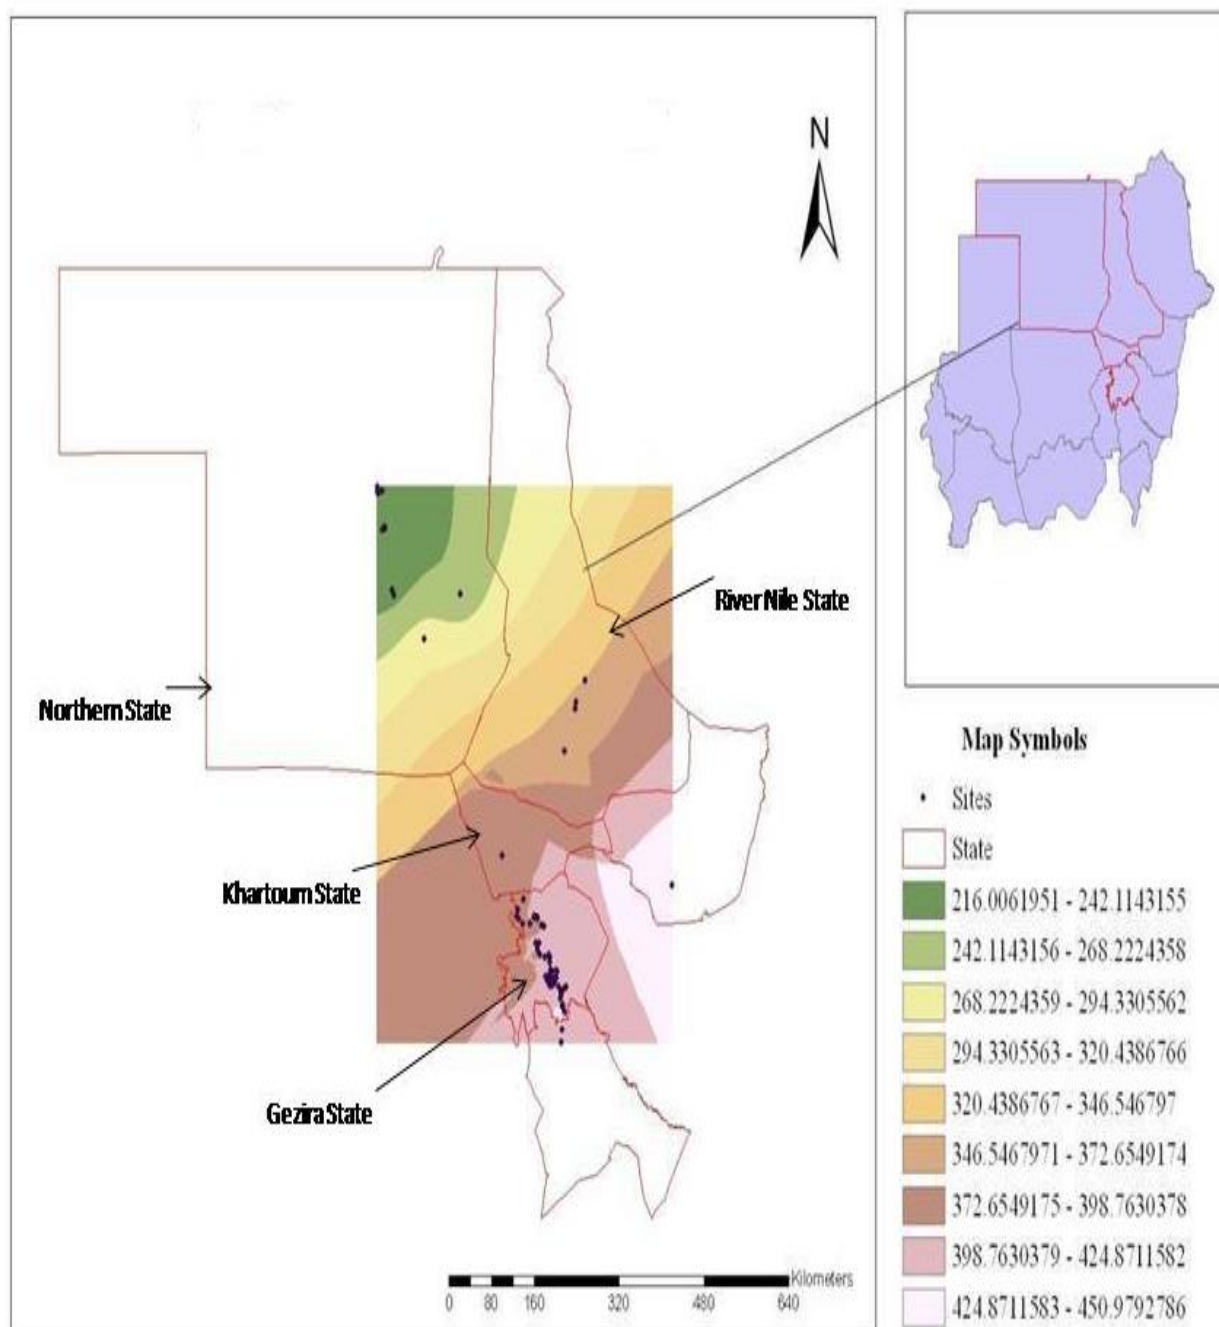 N
River Nile State
Northern State
Khartoum State
Gezira State
Kilometers
0 80 160 320 480 640
Map Symbols
Sites
State
216.0061951 - 242.1143155
242.1143156 - 268.2224358
268.2224359 - 294.3305562
294.3305563 - 320.4386766
320.4386767 - 346.546797
346.5467971 - 372.6549174
372.6549175 - 398.7630378
398.7630379 - 424.8711582
424.8711583 - 450.9792786